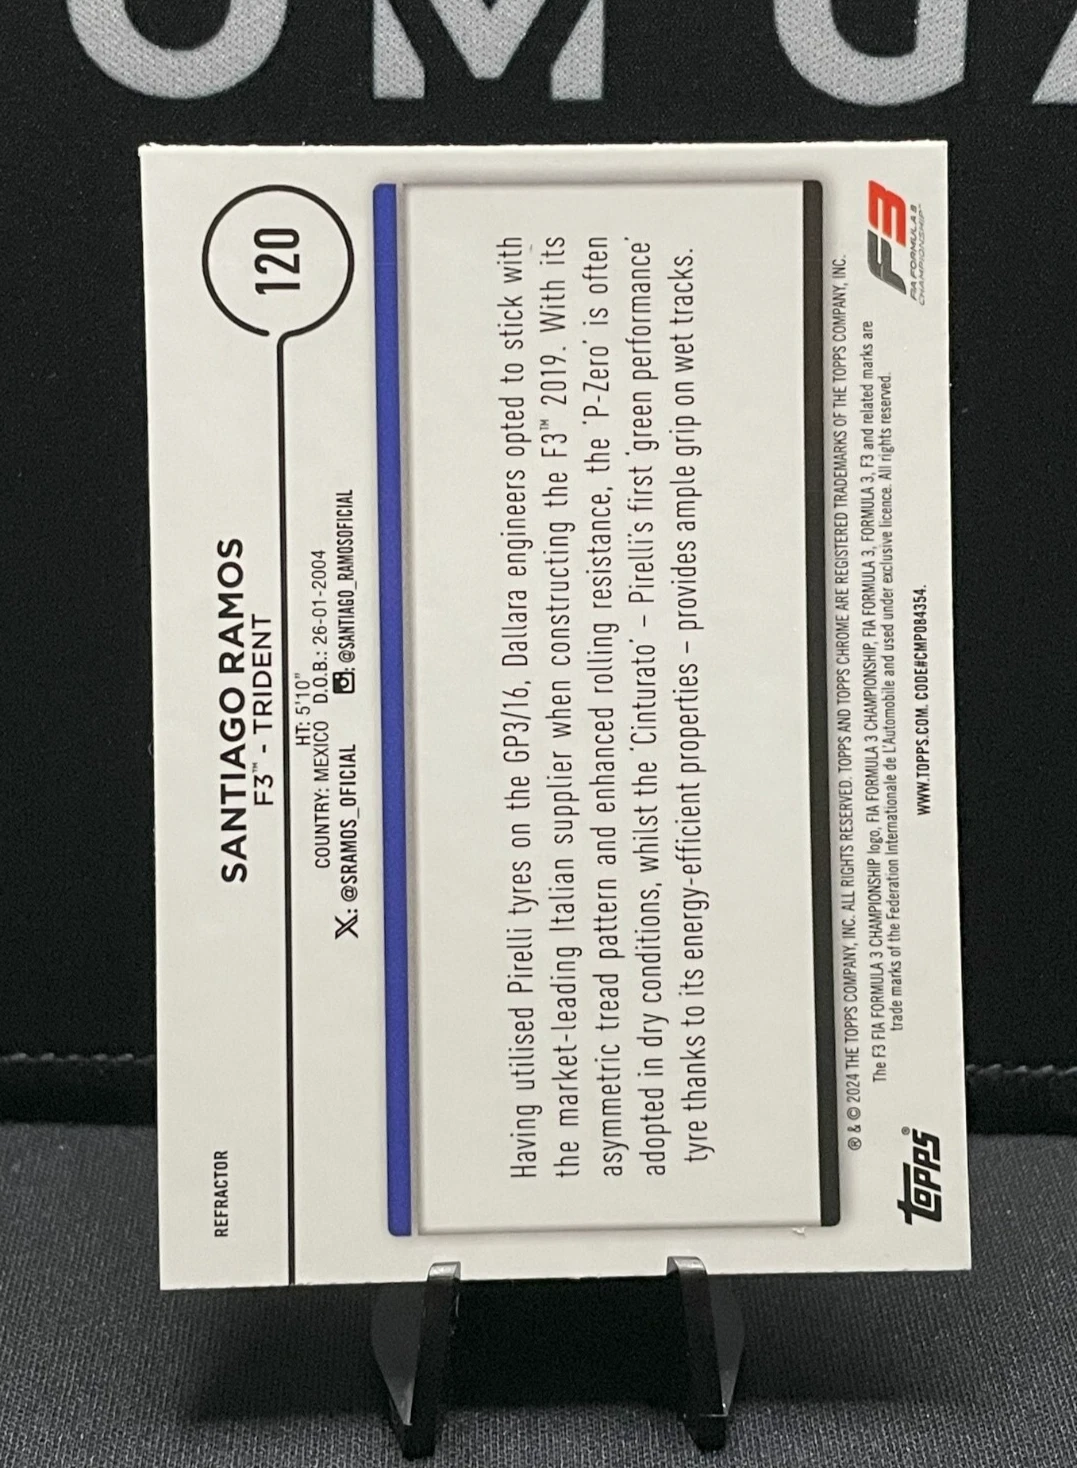 REFRACTOR
SANTIAGO RAMOS
F3™ - TRIDENT
120
HT: 5'10"
COUNTRY: MEXICO D.O.B.: 26-01-2004
X: @SRAMOS_OFICIAL : @SANTIAGO_RAMOSOFICIAL
Having utilised Pirelli tyres on the GP3/16, Dallara engineers opted to stick with
the market-leading Italian supplier when constructing the F3™ 2019. With its
asymmetric tread pattern and enhanced rolling resistance, the 'P-Zero' is often
adopted in dry conditions, whilst the 'Cinturato' – Pirelli's first 'green performance'
tyre thanks to its energy-efficient properties – provides ample grip on wet tracks.
® & © 2024 THE TOPPS COMPANY, INC. ALL RIGHTS RESERVED. TOPPS AND TOPPS CHROME ARE REGISTERED TRADEMARKS OF THE TOPPS COMPANY, INC.
The F3 FIA FORMULA 3 CHAMPIONSHIP logo, FIA FORMULA 3 CHAMPIONSHIP, FIA FORMULA 3, FORMULA 3, F3 and related marks are
trade marks of the Federation Internationale de L'Automobile and used under exclusive licence. All rights reserved.
WWW.TOPPS.COM. CODE#CMP084354.
topps®
F3
FIA FORMULA 3
CHAMPIONSHIP™